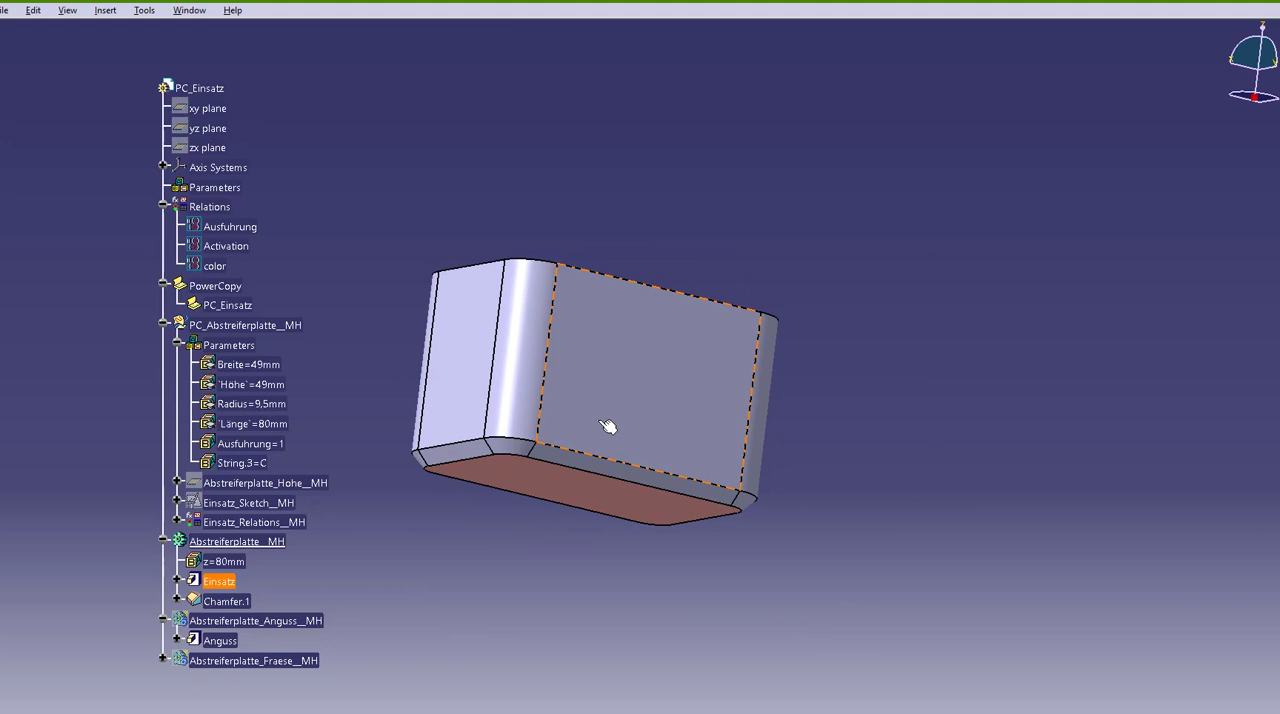 ile Edit View Insert Tools Window Help
z
PC_Einsatz
xy plane
yz plane
zx plane
Axis Systems
Parameters
Relations
Ausfuhrung
Activation
color
PowerCopy
PC_Einsatz
PC_Abstreiferplatte__MH
Parameters
Breite=49mm
`Höhe`=49mm
Radius=9,5mm
`Länge`=80mm
Ausfuhrung=1
String.3=C
Abstreiferplatte_Hohe__MH
Einsatz_Sketch__MH
Einsatz_Relations__MH
Abstreiferplatte__MH
z=80mm
Einsatz
Chamfer.1
Abstreiferplatte_Anguss__MH
Anguss
Abstreiferplatte_Fraese__MH